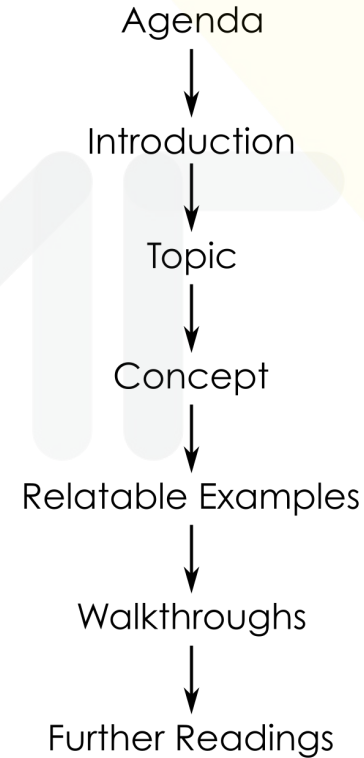 Agenda
Introduction
Topic
Concept
Relatable Examples
Walkthroughs
Further Readings